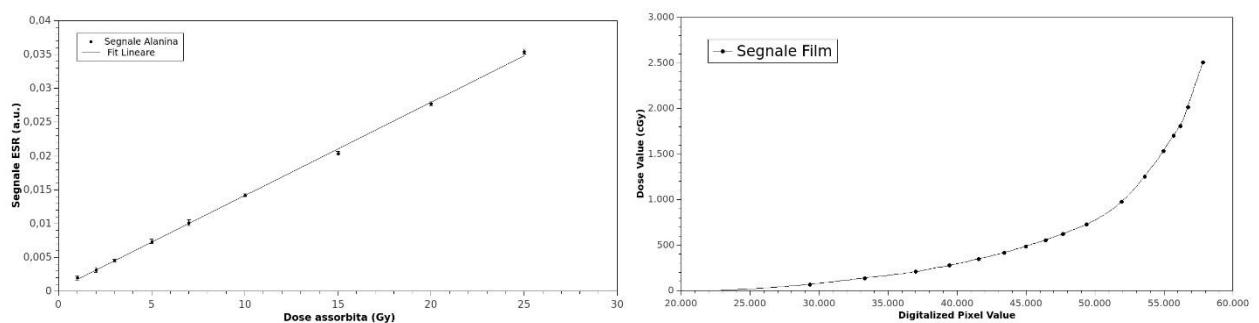 0,04
0,035
0,03
0,025
0,02
0,015
0,01
0,005
0
Segnale ESR (a.u.)
Segnale Alanina
Fit Lineare
0 5 10 15 20 25 30
Dose assorbita (Gy)
3.000
2.500
2.000
1.500
1.000
500
0
Dose Value (cGy)
Segnale Film
20.000 25.000 30.000 35.000 40.000 45.000 50.000 55.000 60.000
Digitalized Pixel Value